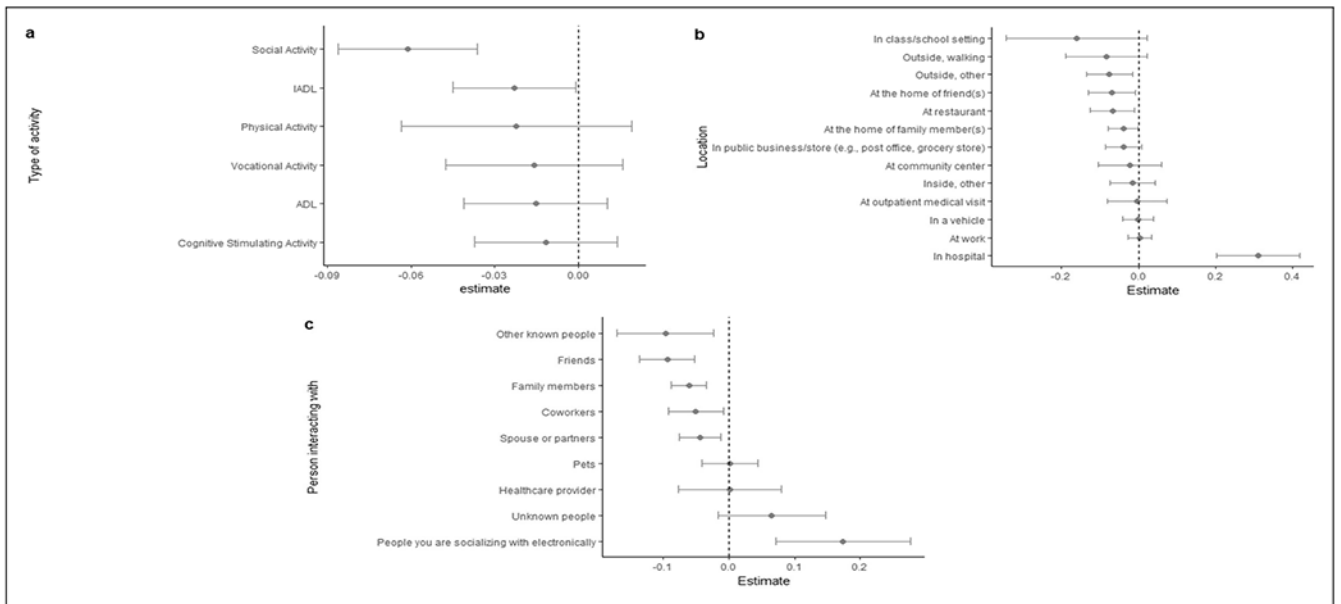 a
Type of activity
Social Activity
IADL
Physical Activity
Vocational Activity
ADL
Cognitive Stimulating Activity
-0.09 -0.06 -0.03 0.00
estimate
b
Location
In class/school setting
Outside, walking
Outside, other
At the home of friend(s)
At restaurant
At the home of family member(s)
In public business/store (e.g., post office, grocery store)
At community center
Inside, other
At outpatient medical visit
In a vehicle
At work
In hospital
-0.2 0.0 0.2 0.4
Estimate
c
Person interacting with
Other known people
Friends
Family members
Coworkers
Spouse or partners
Pets
Healthcare provider
Unknown people
People you are socializing with electronically
-0.1 0.0 0.1 0.2
Estimate